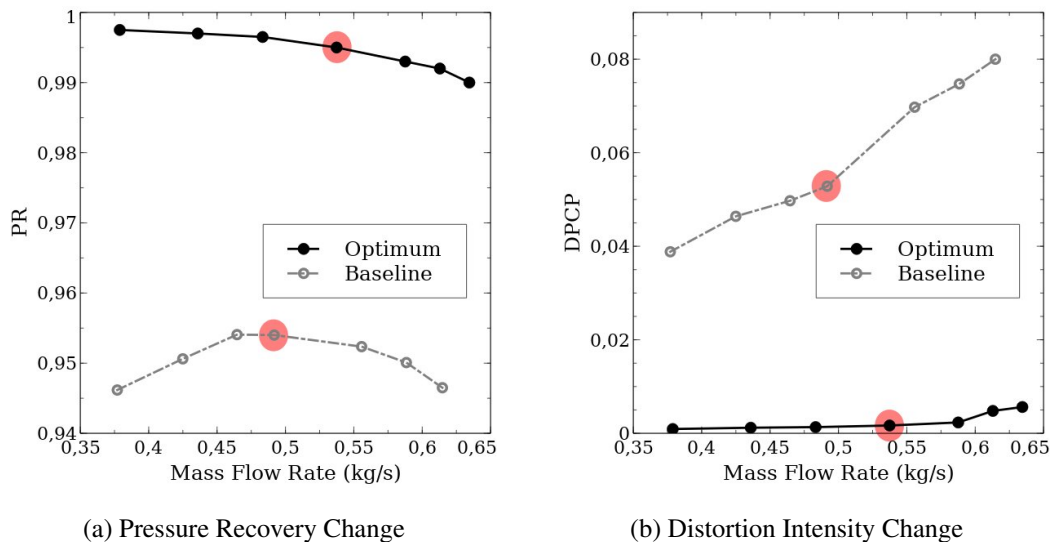 1
0,99
0,98
0,97
0,96
0,95
0,94
PR
Optimum
Baseline
0,35 0,4 0,45 0,5 0,55 0,6 0,65
Mass Flow Rate (kg/s)
(a) Pressure Recovery Change
0,08
0,06
0,04
0,02
0
DPCP
Optimum
Baseline
0,35 0,4 0,45 0,5 0,55 0,6 0,65
Mass Flow Rate (kg/s)
(b) Distortion Intensity Change